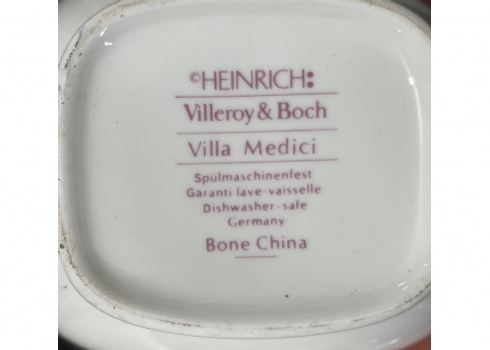 ©HEINRICH:
Villeroy & Boch
Villa Medici
Spülmaschinenfest
Garanti lave-vaisselle
Dishwasher-safe
Germany
Bone China